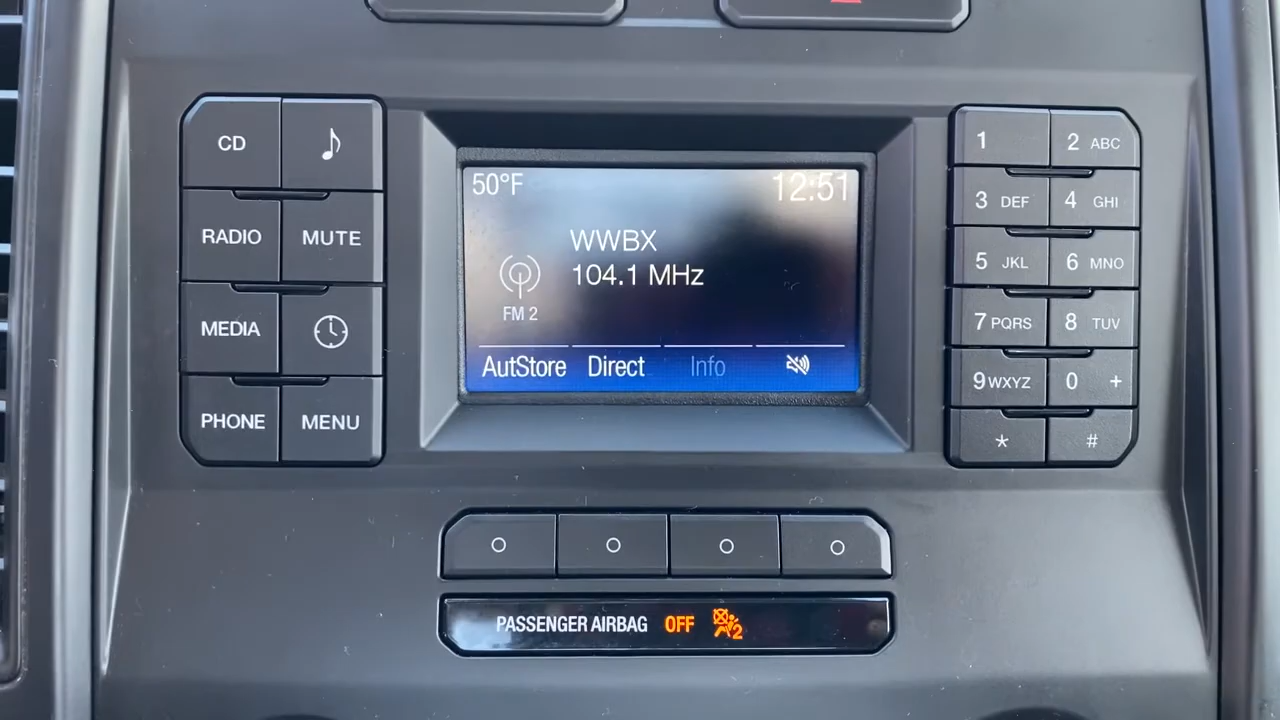 CD
RADIO MUTE
MEDIA
PHONE MENU
50°F 12:51
WWBX
104.1 MHz
FM 2
AutStore Direct Info
1 2 ABC
3 DEF 4 GHI
5 JKL 6 MNO
7 PQRS 8 TUV
9 WXYZ 0 +
* #
PASSENGER AIRBAG OFF 2